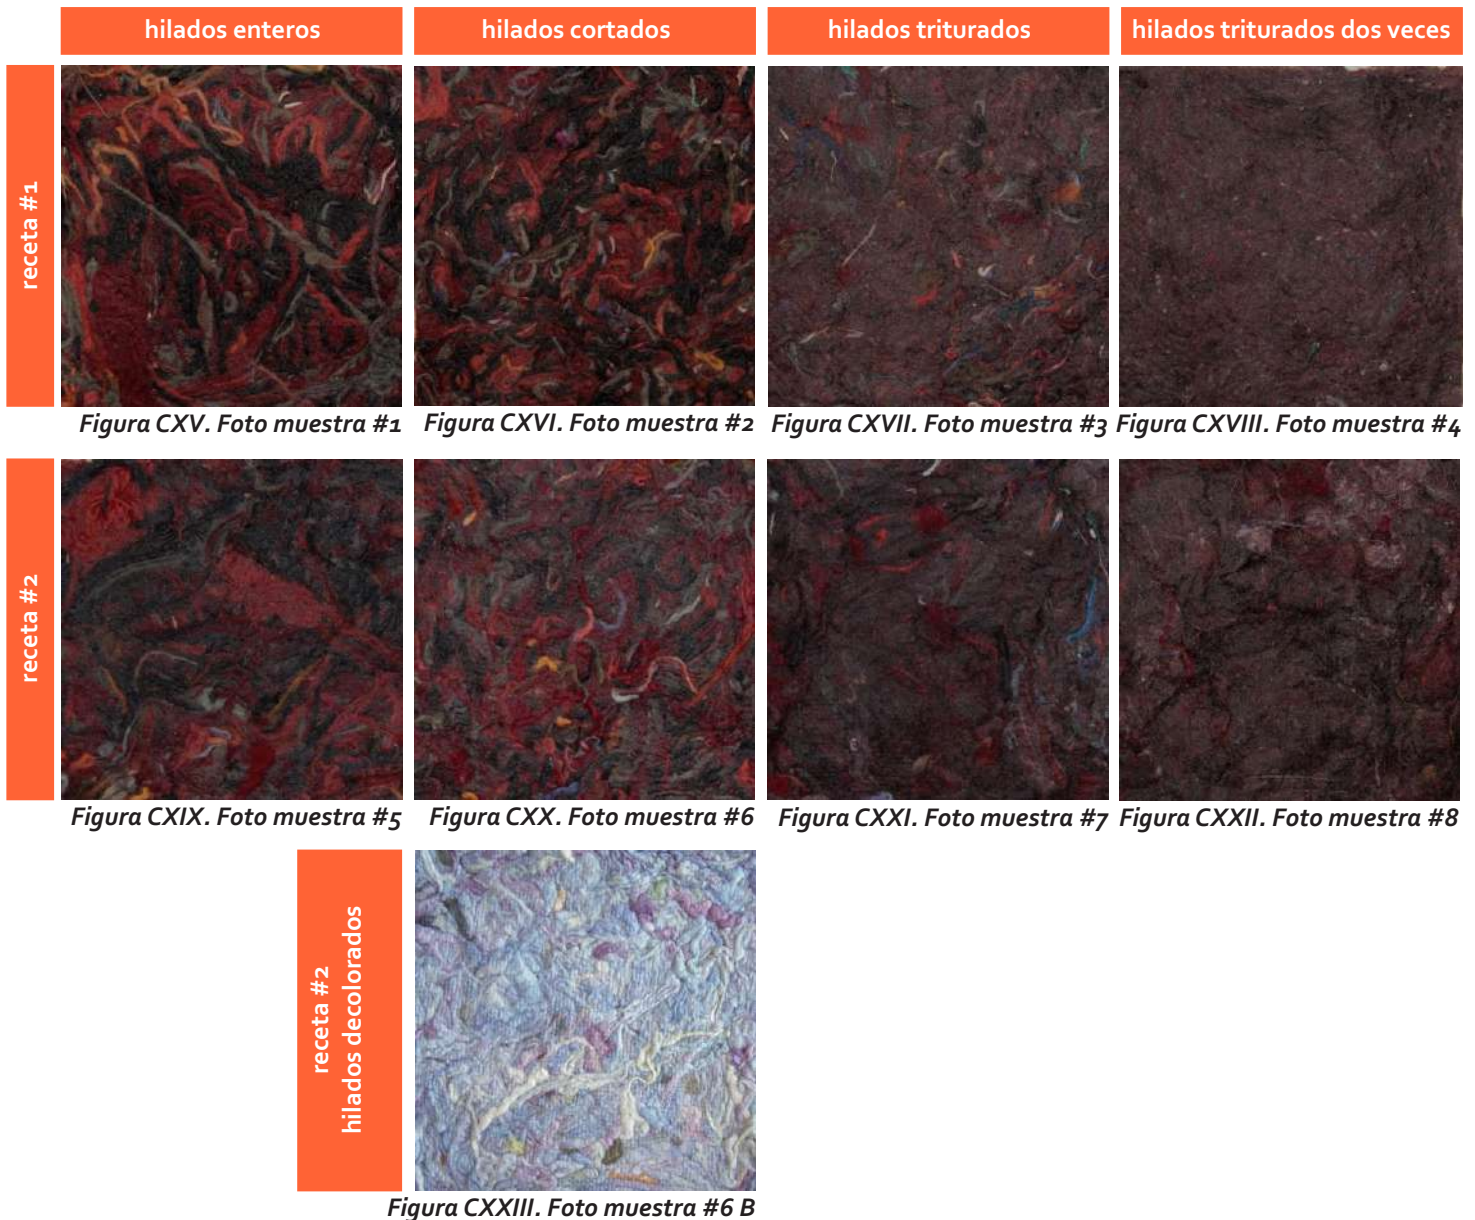 hilados enteros
hilados cortados
hilados triturados
hilados triturados dos veces
receta #1
Figura CXV. Foto muestra #1
Figura CXVI. Foto muestra #2
Figura CXVII. Foto muestra #3
Figura CXVIII. Foto muestra #4
receta #2
Figura CXIX. Foto muestra #5
Figura CXX. Foto muestra #6
Figura CXXI. Foto muestra #7
Figura CXXII. Foto muestra #8
receta #2
hilados decolorados
Figura CXXIII. Foto muestra #6 B